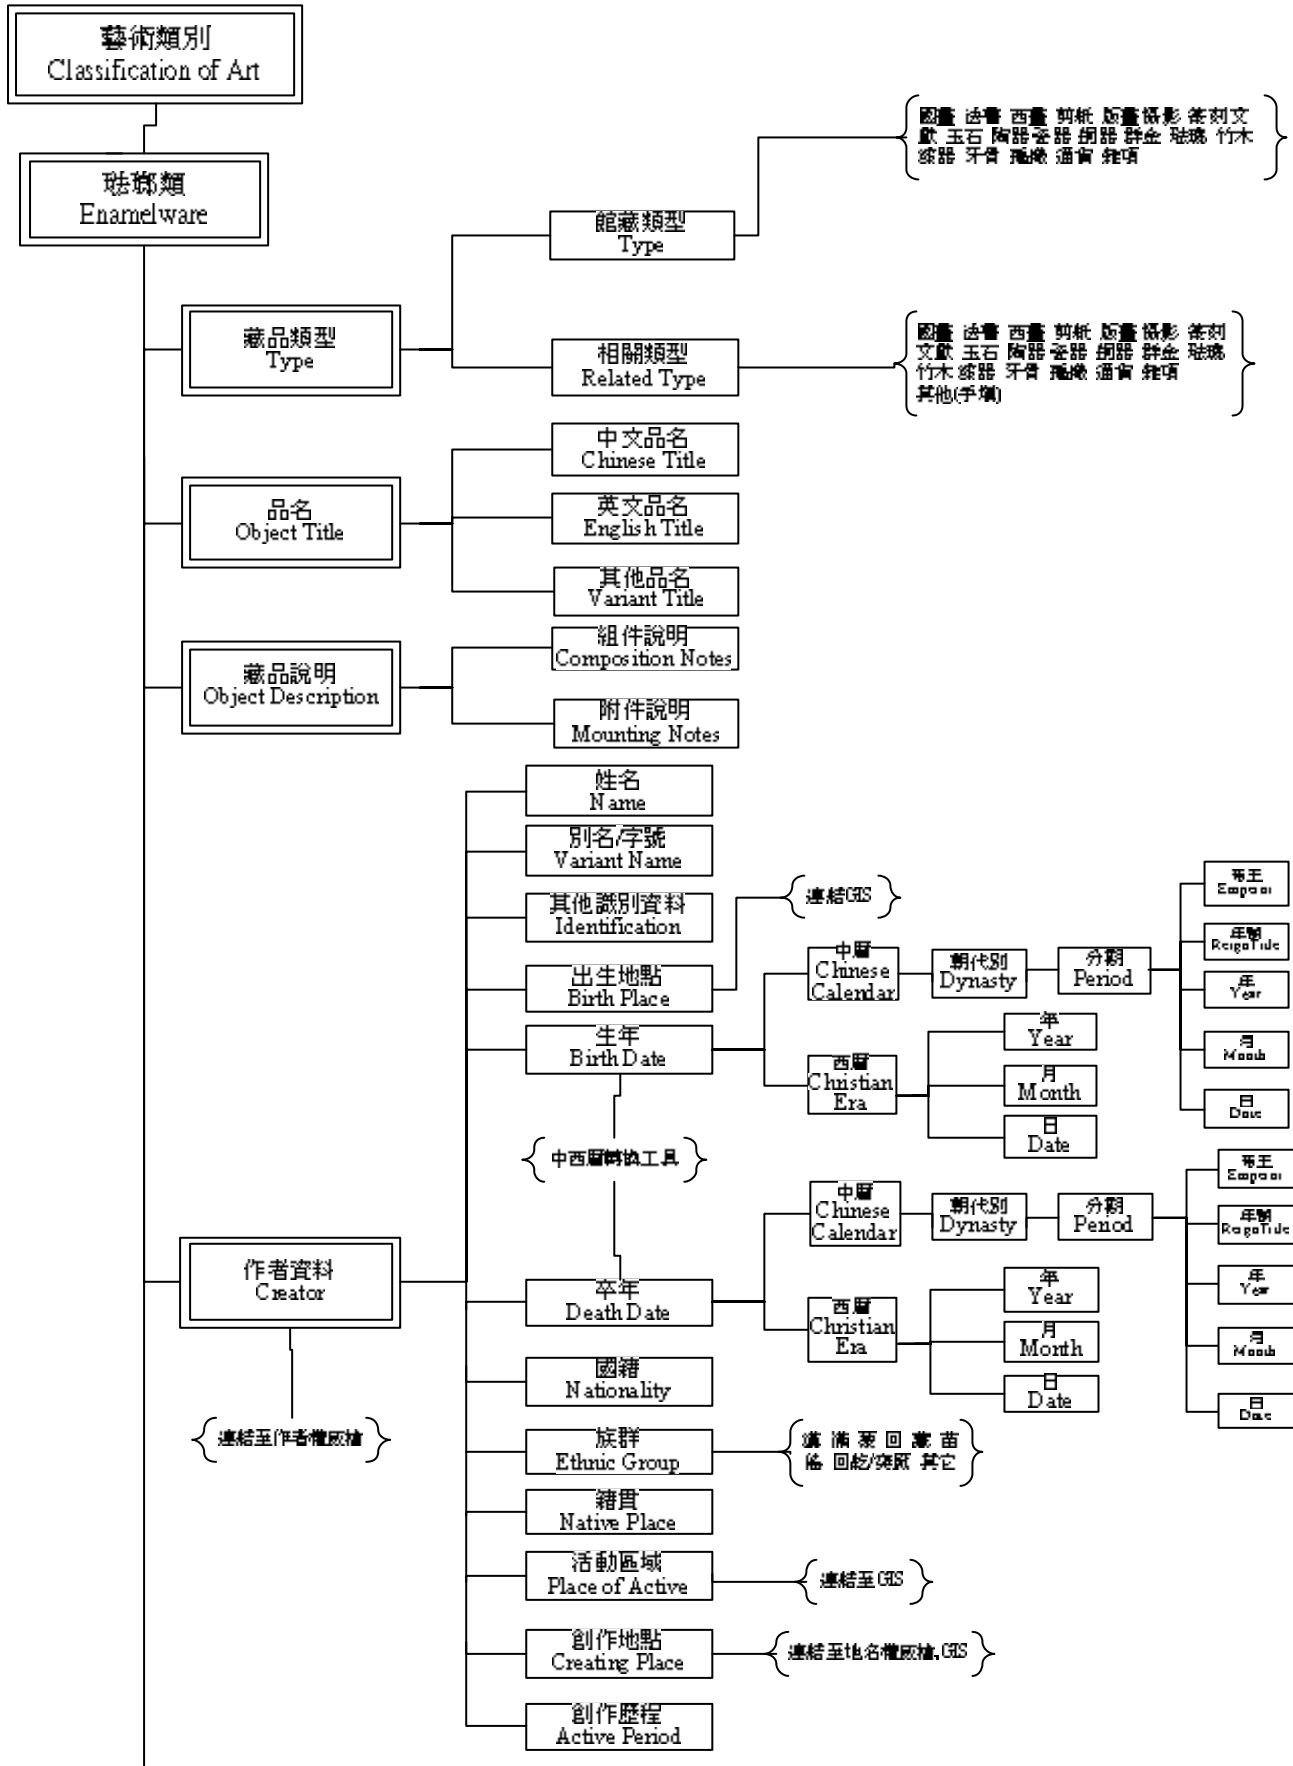 藝術類別
Classification of Art
琺瑯類
Enamelware
藏品類型
Type
館藏類型
Type
國畫 法書 西畫 剪紙 版畫 攝影 篆刻 文
獻 玉石 陶器 瓷器 銅器 群金 琺瑯 竹木
漆器 牙骨 通貨 雜項
相關類型
Related Type
國畫 法書 西畫 剪紙 版畫 攝影 篆刻
文獻 玉石 陶器 瓷器 銅器 群金 琺瑯
竹木 漆器 牙骨 通貨 雜項
其他(手填)
品名
Object Title
中文品名
Chinese Title
英文品名
English Title
其他品名
Variant Title
藏品說明
Object Description
組件說明
Composition Notes
附件說明
Mounting Notes
作者資料
Creator
連結至作者權威檔
姓名
Name
別名/字號
Variant Name
其他識別資料
Identification
出生地點
Birth Place
連結GIS
生年
Birth Date
中曆
Chinese
Calendar
朝代別
Dynasty
分期
Period
帝王
Emperor
年號
Reign Title
年
Year
月
Month
日
Date
西曆
Christian
Era
年
Year
月
Month
日
Date
中西曆轉換工具
卒年
Death Date
中曆
Chinese
Calendar
朝代別
Dynasty
分期
Period
帝王
Emperor
年號
Reign Title
年
Year
月
Month
日
Date
西曆
Christian
Era
年
Year
月
Month
日
Date
國籍
Nationality
族群
Ethnic Group
漢 滿 蒙 回 藏 苗
傜 回紇/突厥 其它
籍貫
Native Place
活動區域
Place of Active
連結至GIS
創作地點
Creating Place
連結至地名權威檔,GIS
創作歷程
Active Period